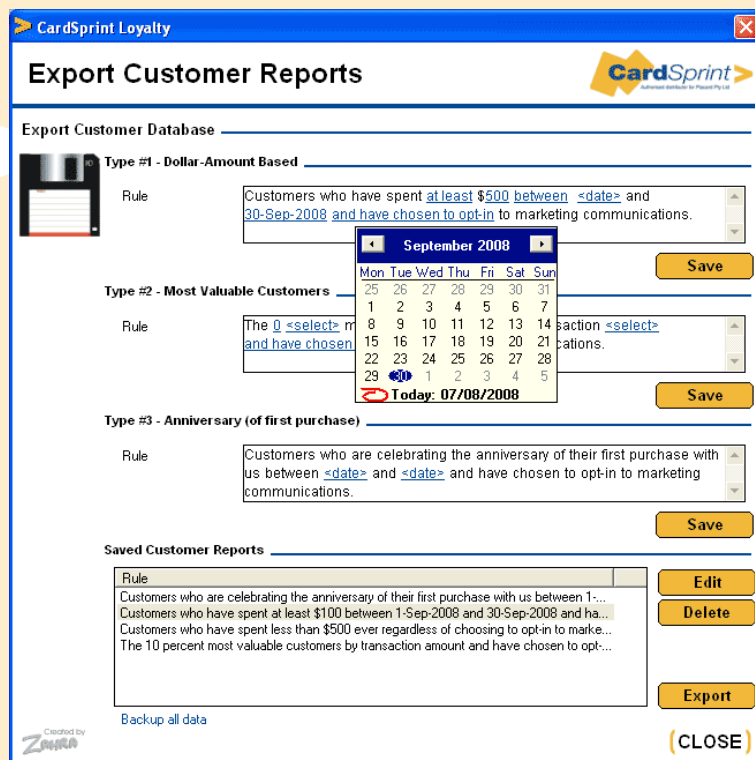 CardSprint Loyalty
Export Customer Reports
CardSprint
Authorised distributor for Placard Pty Ltd
Export Customer Database
Type #1 - Dollar-Amount Based
Rule
Customers who have spent at least $500 between <date> and
30-Sep-2008 and have chosen to opt-in to marketing communications.
Save
September 2008
Mon Tue Wed Thu Fri Sat Sun
25 26 27 28 29 30 31
1 2 3 4 5 6 7
8 9 10 11 12 13 14
15 16 17 18 19 20 21
22 23 24 25 26 27 28
29 30 1 2 3 4 5
Today: 07/08/2008
Type #2 - Most Valuable Customers
Rule
The 0 <select> m saction <select>
and have chosen cations.
Save
Type #3 - Anniversary (of first purchase)
Rule
Customers who are celebrating the anniversary of their first purchase with
us between <date> and <date> and have chosen to opt-in to marketing
communications.
Save
Saved Customer Reports
Rule
Customers who are celebrating the anniversary of their first purchase with us between 1-...
Customers who have spent at least $100 between 1-Sep-2008 and 30-Sep-2008 and ha...
Customers who have spent less than $500 ever regardless of choosing to opt-in to marke...
The 10 percent most valuable customers by transaction amount and have chosen to opt-...
Edit
Delete
Export
Backup all data
Created by
ZAHRA
(CLOSE)